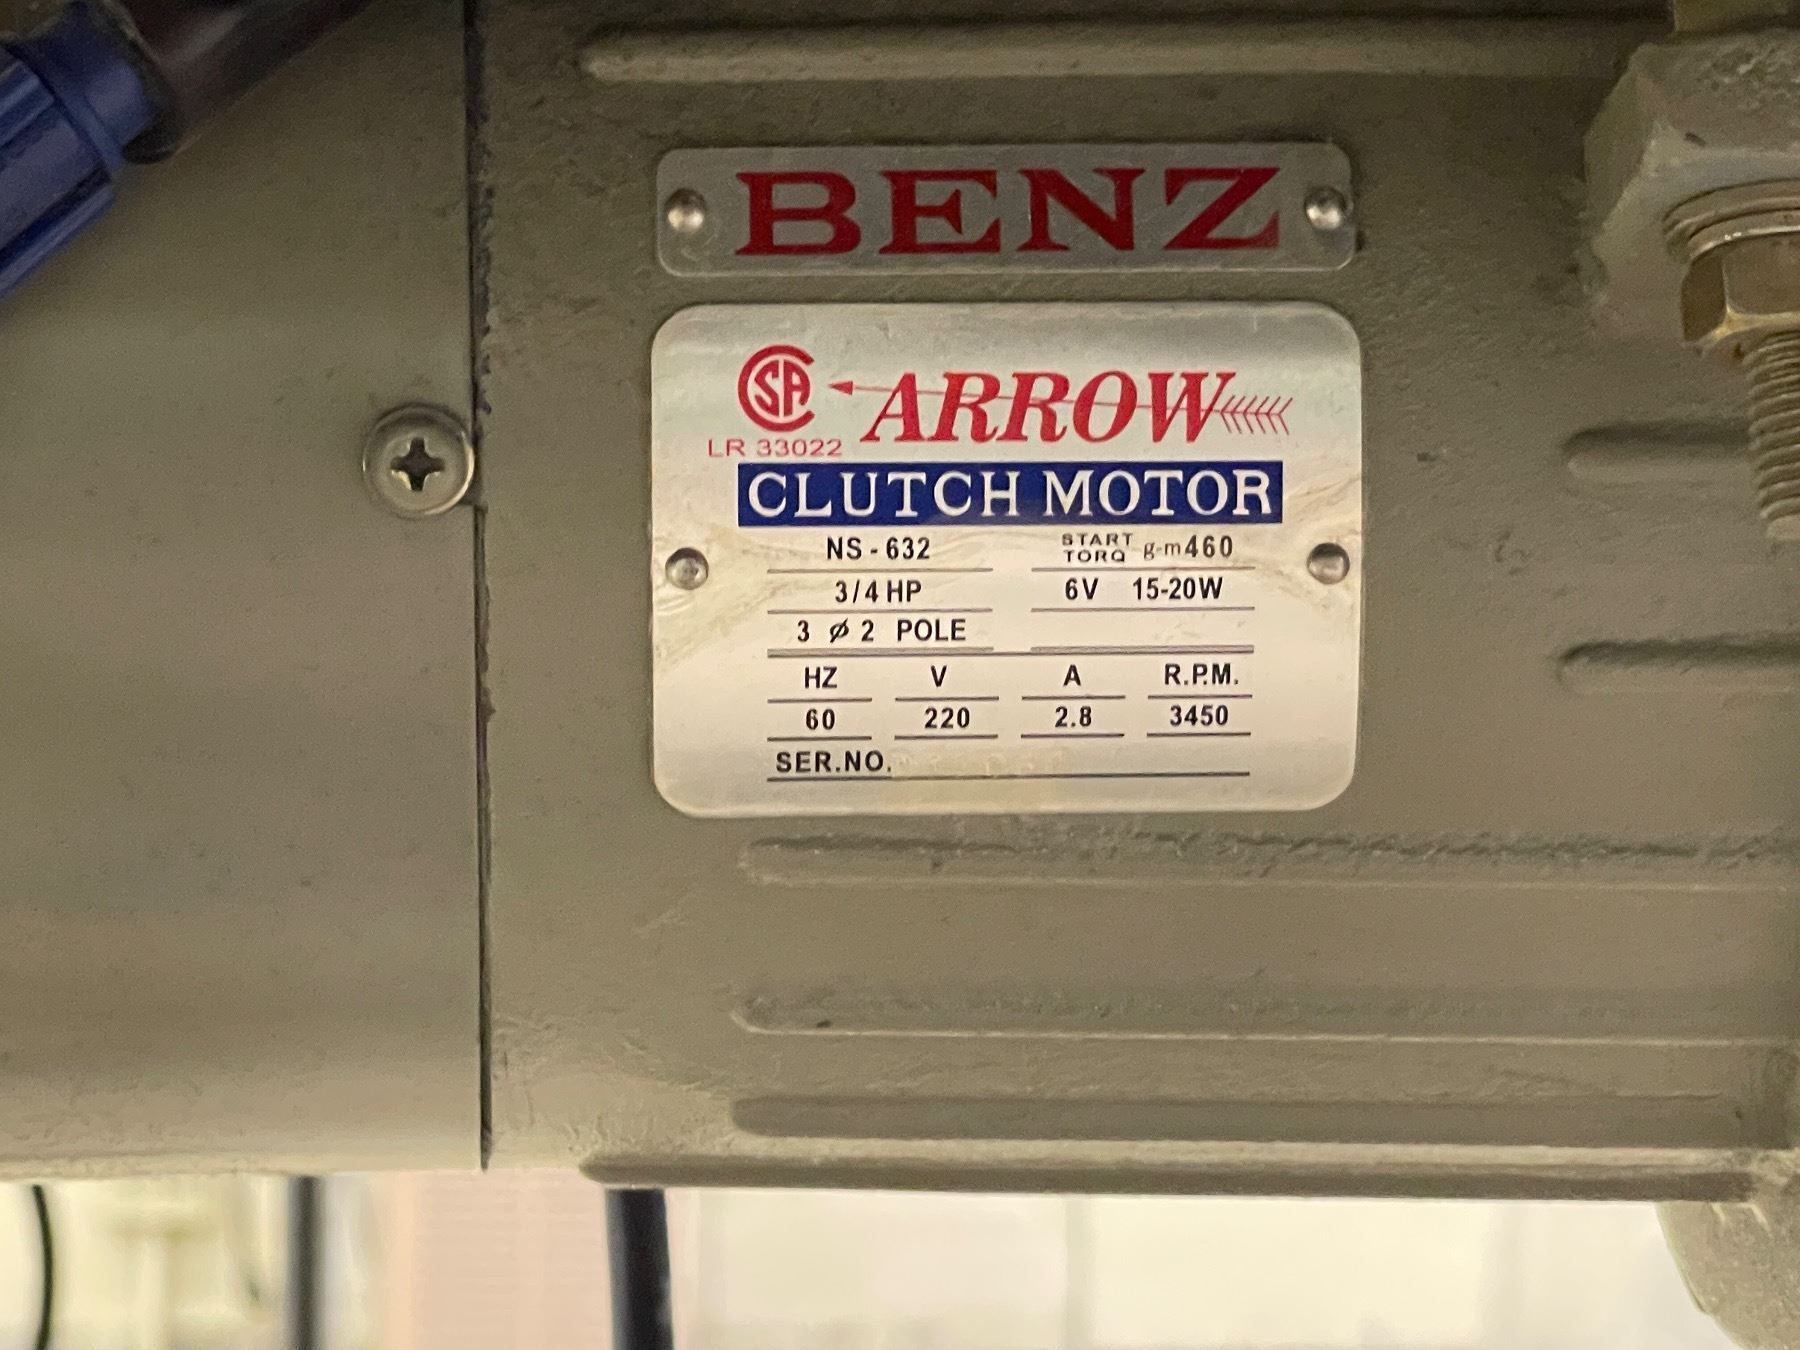 BENZ
CSA ARROW
LR 33022
CLUTCH MOTOR
NS - 632 START TORQ g-m460
3/4 HP 6V 15-20W
3 ø 2 POLE
HZ V A R.P.M.
60 220 2.8 3450
SER.NO.